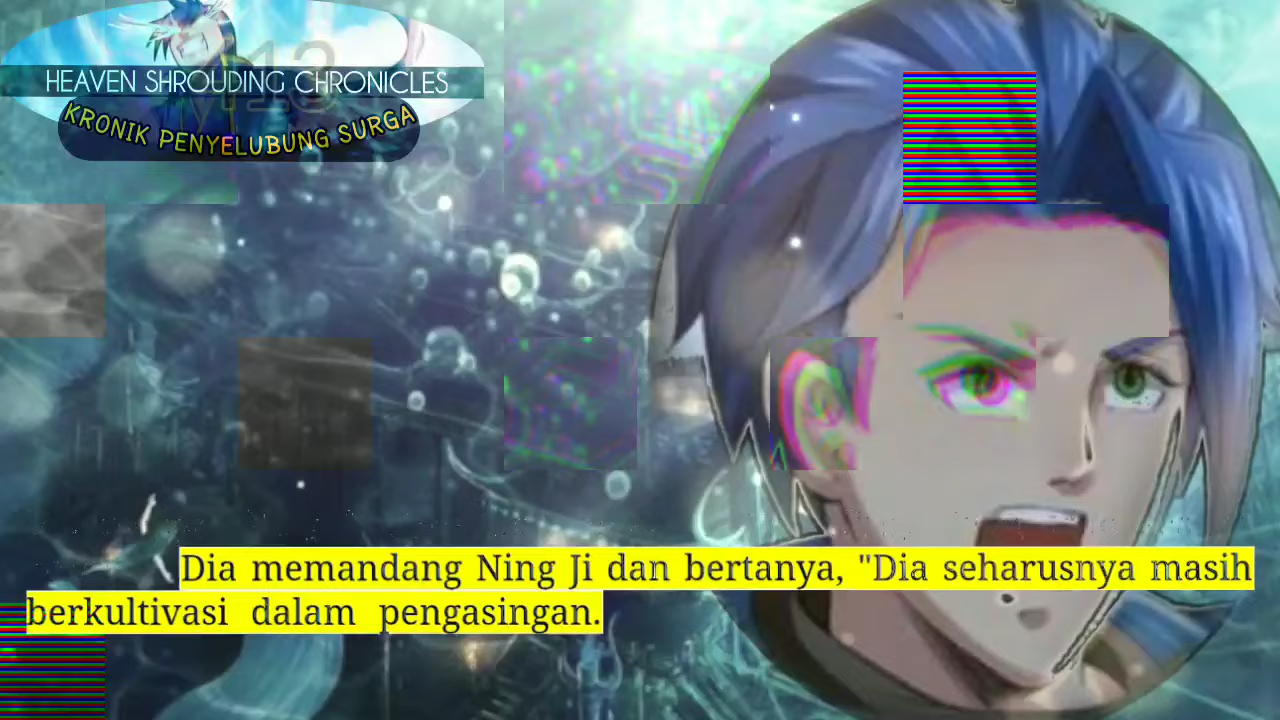 HEAVEN SHROUDING CHRONICLES
KRONIK PENYELUBUNG SURGA
Dia memandang Ning Ji dan bertanya, "Dia seharusnya masih
berkultivasi dalam pengasingan.